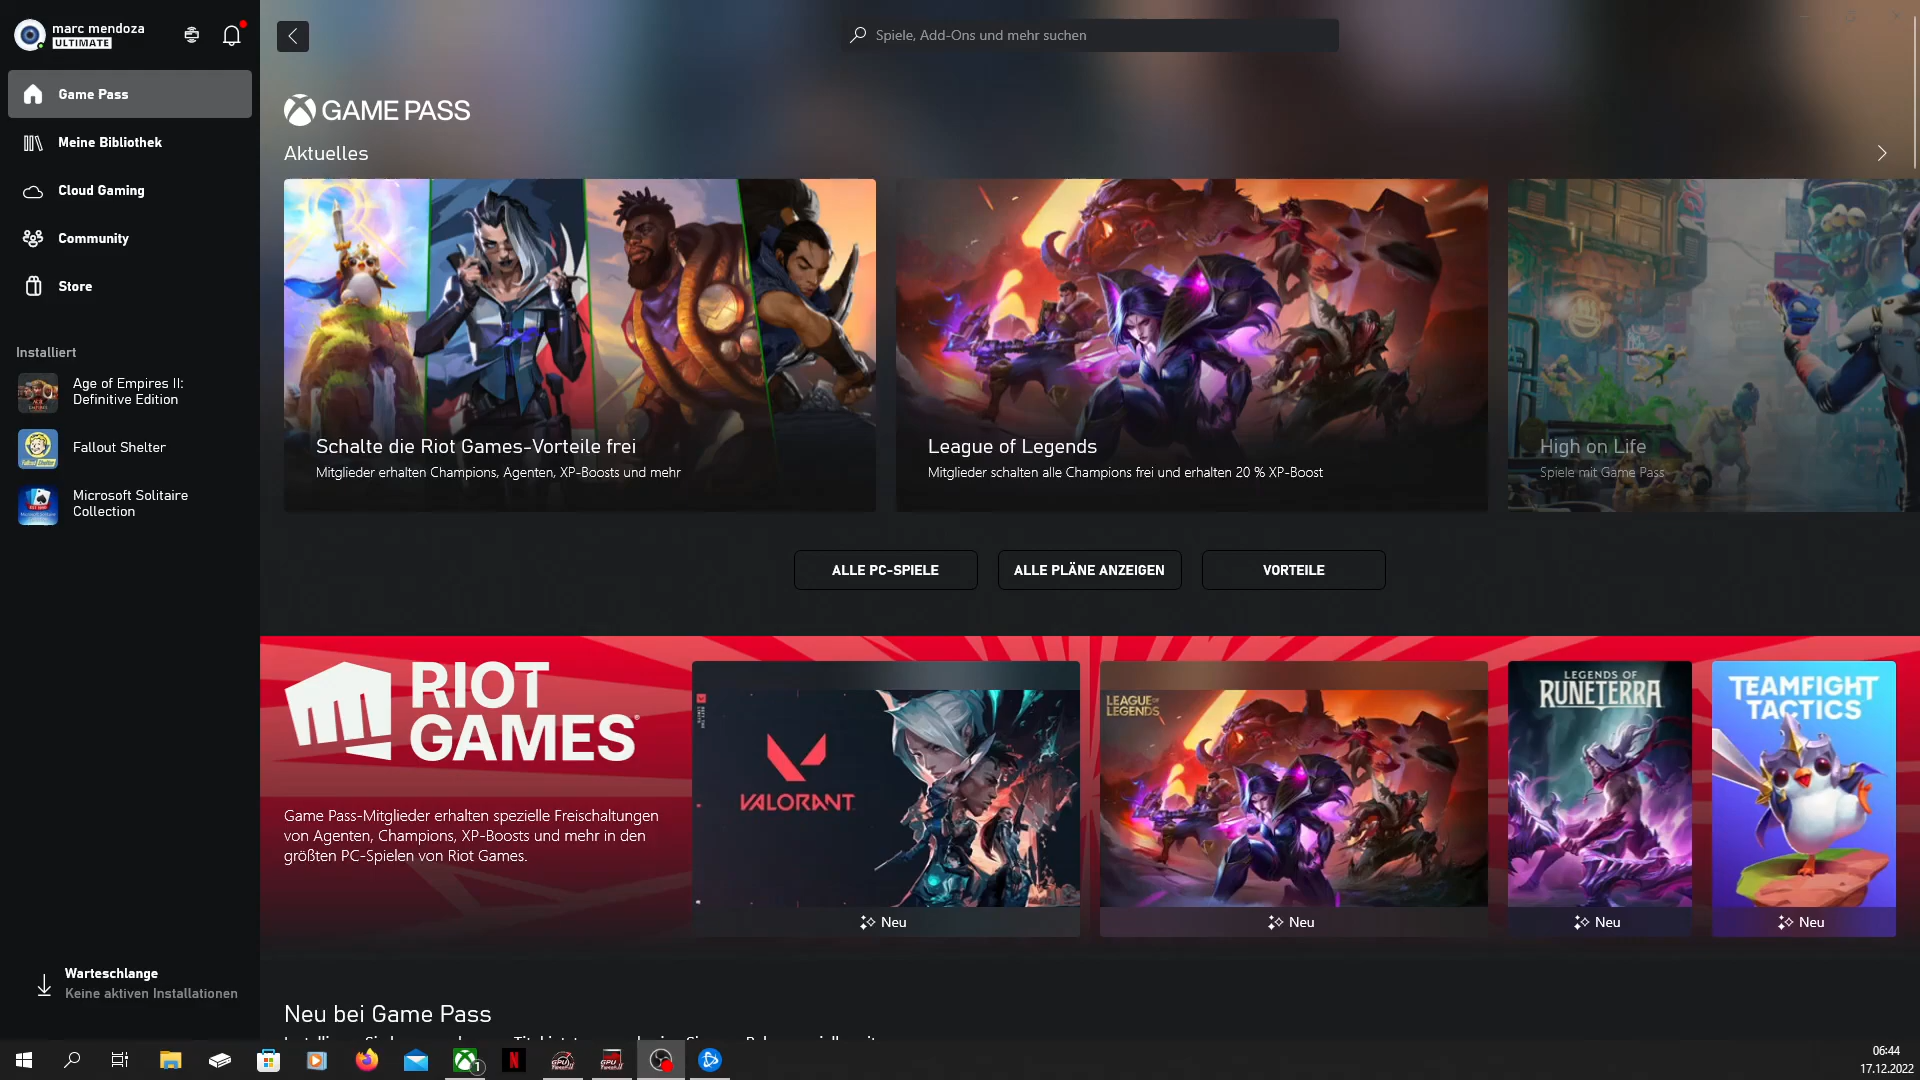 marc mendoza
ULTIMATE
Game Pass
Meine Bibliothek
Cloud Gaming
Community
Store
Installiert
Age of Empires II:
Definitive Edition
Fallout Shelter
Microsoft Solitaire
Collection
Warteschlange
Keine aktiven Installationen
Spiele, Add-Ons und mehr suchen
GAME PASS
Aktuelles
Schalte die Riot Games-Vorteile frei
Mitglieder erhalten Champions, Agenten, XP-Boosts und mehr
League of Legends
Mitglieder schalten alle Champions frei und erhalten 20 % XP-Boost
High on Life
Spiele mit Game Pass
ALLE PC-SPIELE
ALLE PLÄNE ANZEIGEN
VORTEILE
RIOT
GAMES
Game Pass-Mitglieder erhalten spezielle Freischaltungen
von Agenten, Champions, XP-Boosts und mehr in den
größten PC-Spielen von Riot Games.
VALORANT
Neu
LEAGUE OF
LEGENDS
Neu
LEGENDS OF
RUNETERRA
Neu
TEAMFIGHT
TACTICS
Neu
Neu bei Game Pass
1
06:44
17.12.2022